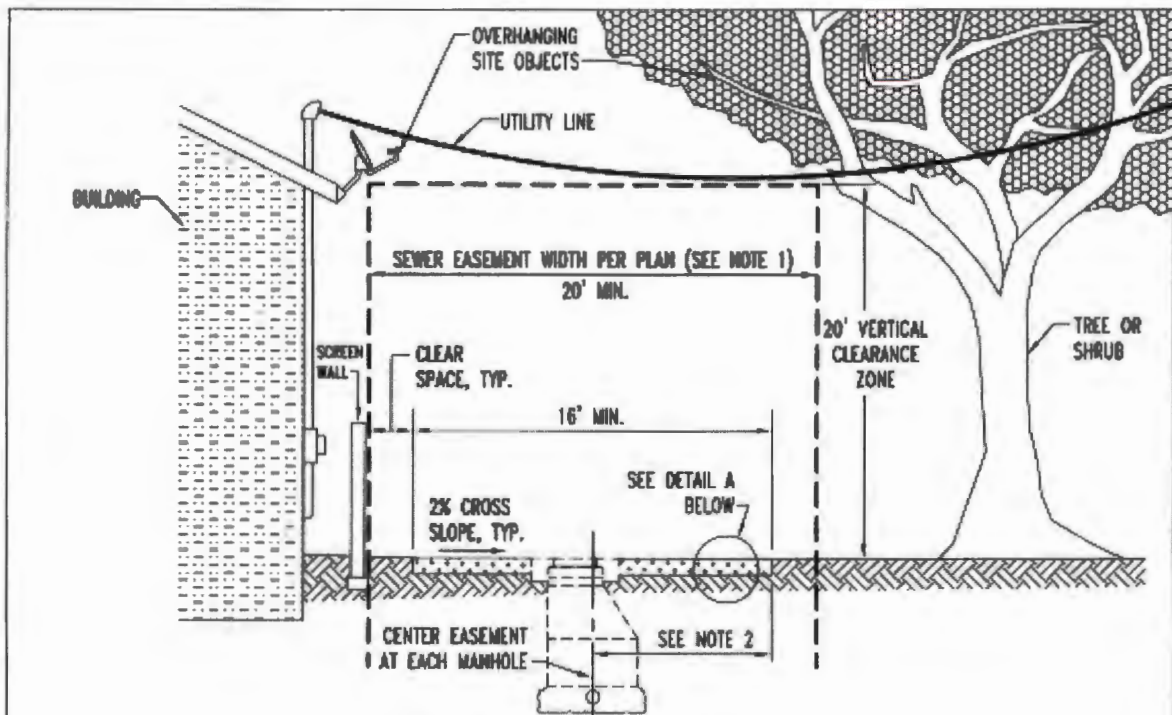 OVERHANGING
SITE OBJECTS
UTILITY LINE
BUILDING
SEWER EASEMENT WIDTH PER PLAN (SEE NOTE 1)
20' MIN.
SCREEN
WALL
CLEAR
SPACE, TYP.
20' VERTICAL
CLEARANCE
ZONE
TREE OR
SHRUB
16' MIN.
SEE DETAIL A
BELOW
2% CROSS
SLOPE, TYP.
CENTER EASEMENT
AT EACH MANHOLE
SEE NOTE 2